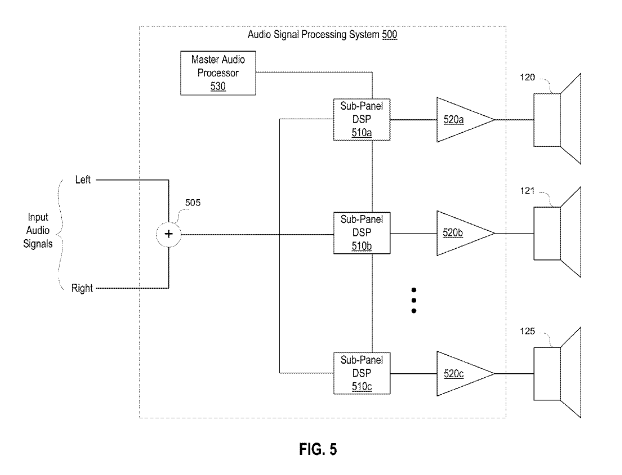 Audio Signal Processing System 500
Master Audio
Processor
530
120
Sub-Panel
DSP
510a
520a
Left
505
121
Input
Audio
Signals
+
Sub-Panel
DSP
510b
520b
Right
125
Sub-Panel
DSP
510c
520c
FIG. 5